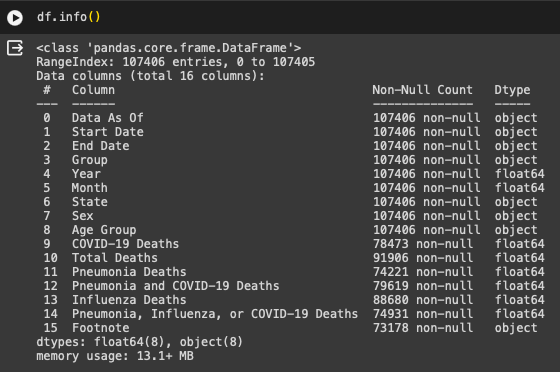 df.info()
<class 'pandas.core.frame.DataFrame'>
RangeIndex: 107406 entries, 0 to 107405
Data columns (total 16 columns):
 #   Column                                    Non-Null Count   Dtype
---  ------                                    --------------   -----
 0   Data As Of                                107406 non-null  object
 1   Start Date                                107406 non-null  object
 2   End Date                                  107406 non-null  object
 3   Group                                     107406 non-null  object
 4   Year                                      107406 non-null  float64
 5   Month                                     107406 non-null  float64
 6   State                                     107406 non-null  object
 7   Sex                                       107406 non-null  object
 8   Age Group                                 107406 non-null  object
 9   COVID-19 Deaths                           78473 non-null   float64
 10  Total Deaths                              91906 non-null   float64
 11  Pneumonia Deaths                          74221 non-null   float64
 12  Pneumonia and COVID-19 Deaths             79619 non-null   float64
 13  Influenza Deaths                          88680 non-null   float64
 14  Pneumonia, Influenza, or COVID-19 Deaths  74931 non-null   float64
 15  Footnote                                  73178 non-null   object
dtypes: float64(8), object(8)
memory usage: 13.1+ MB